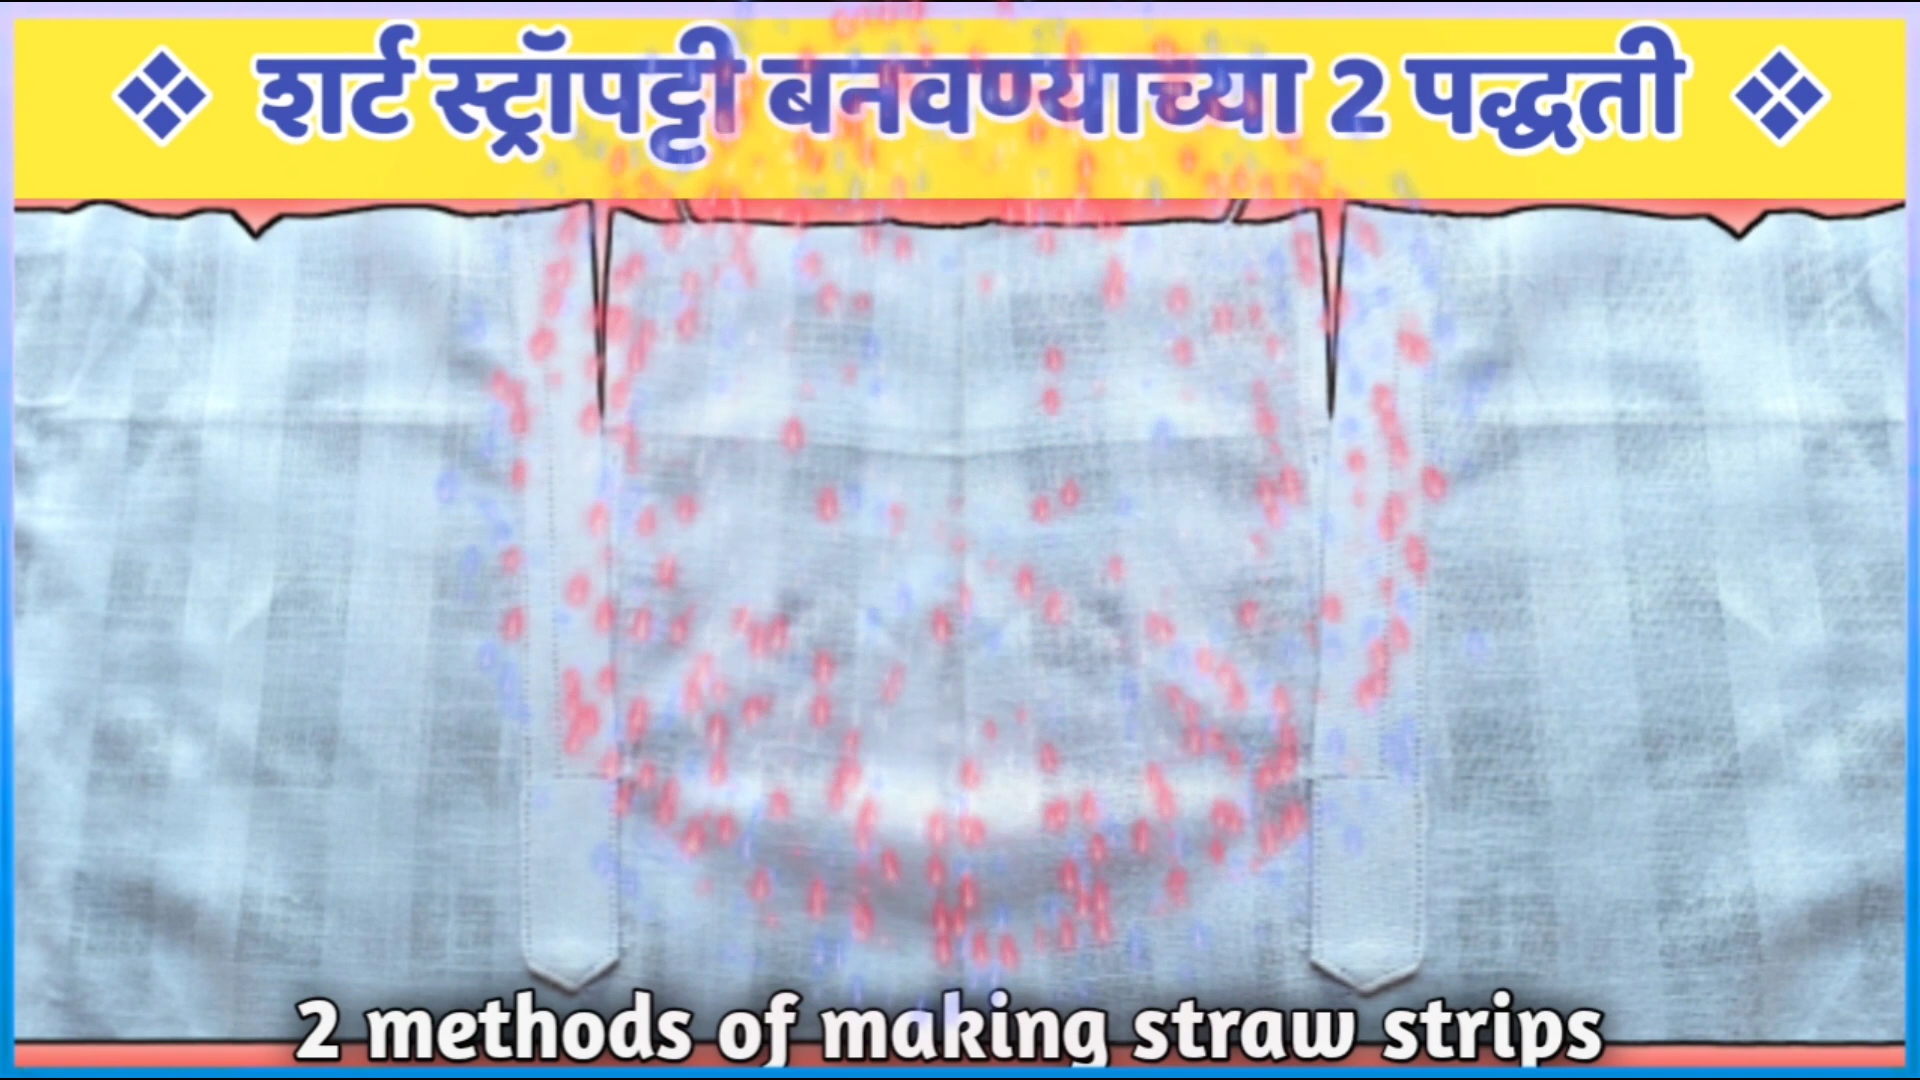 शर्ट स्ट्रॉपट्टी बनवण्याच्या 2 पद्धती
2 methods of making straw strips